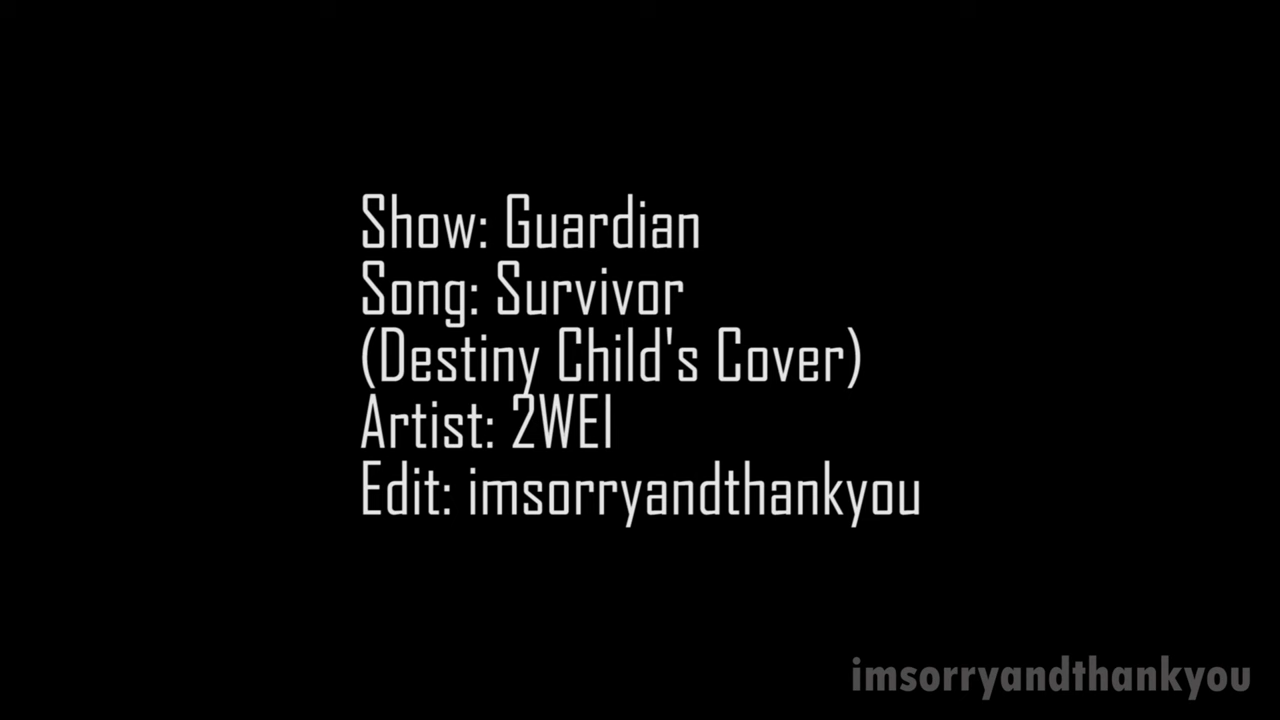 Show: Guardian
Song: Survivor
(Destiny Child's Cover)
Artist: 2WEI
Edit: imsorryandthankyou
imsorryandthankyou